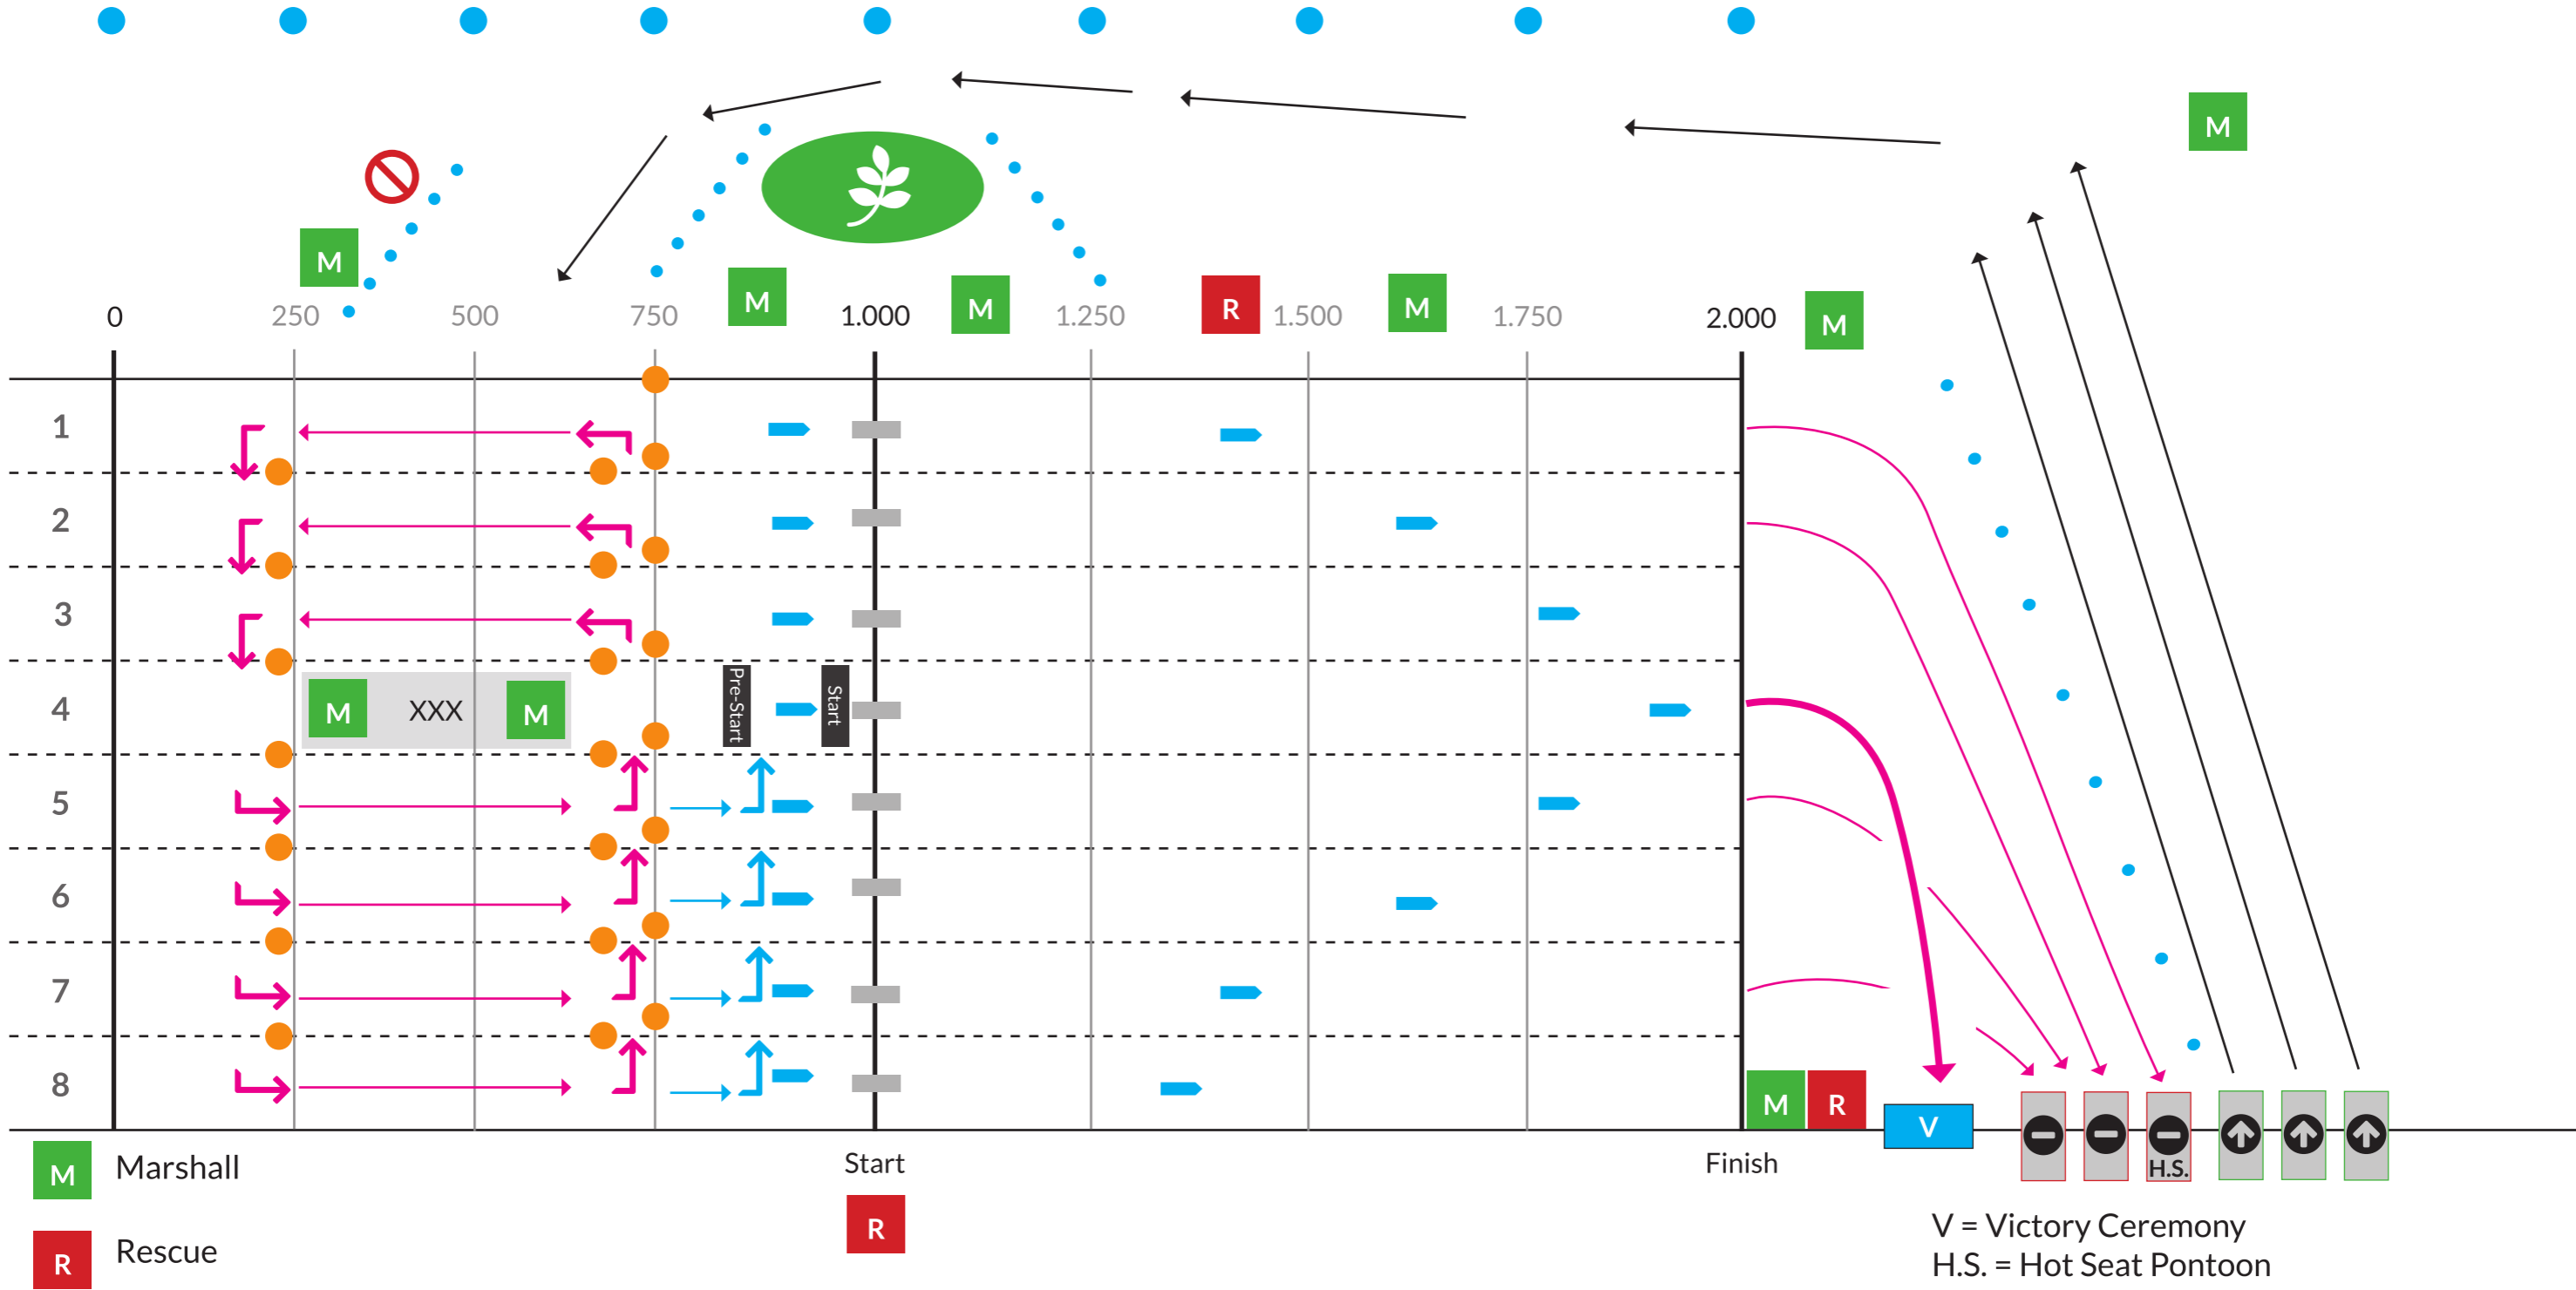 M
M
0 250 500 750 M 1.000 M 1.250 R 1.500 M 1.750 2.000 M
1
2
3
4 M XXX M Pre-Start Start
5
6
7
8
M R V
H.S.
M Marshall
Start
Finish
R
R Rescue
V = Victory Ceremony
H.S. = Hot Seat Pontoon